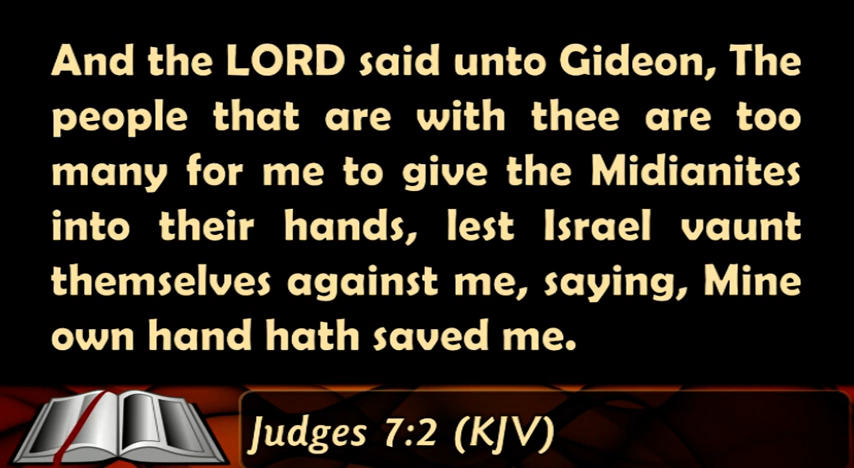 And the LORD said unto Gideon, The
people that are with thee are too
many for me to give the Midianites
into their hands, lest Israel vaunt
themselves against me, saying, Mine
own hand hath saved me.
Judges 7:2 (KJV)